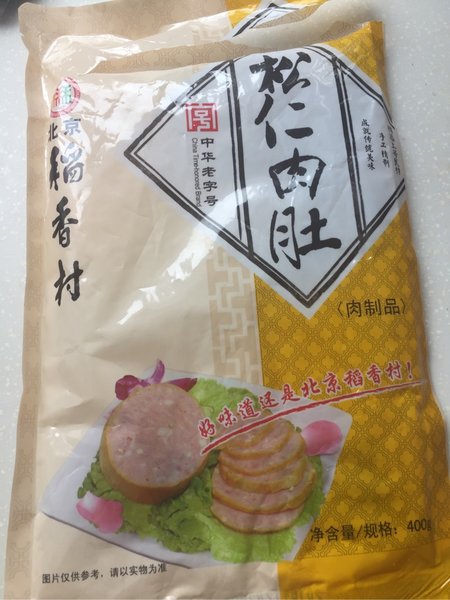 北京
稻香村
中华老字号
China Time-honored Brand
松仁肉肚
手工精制
成就传统美味
(肉制品)
好味道还是北京稻香村!
净含量/规格: 400g
图片仅供参考, 请以实物为准